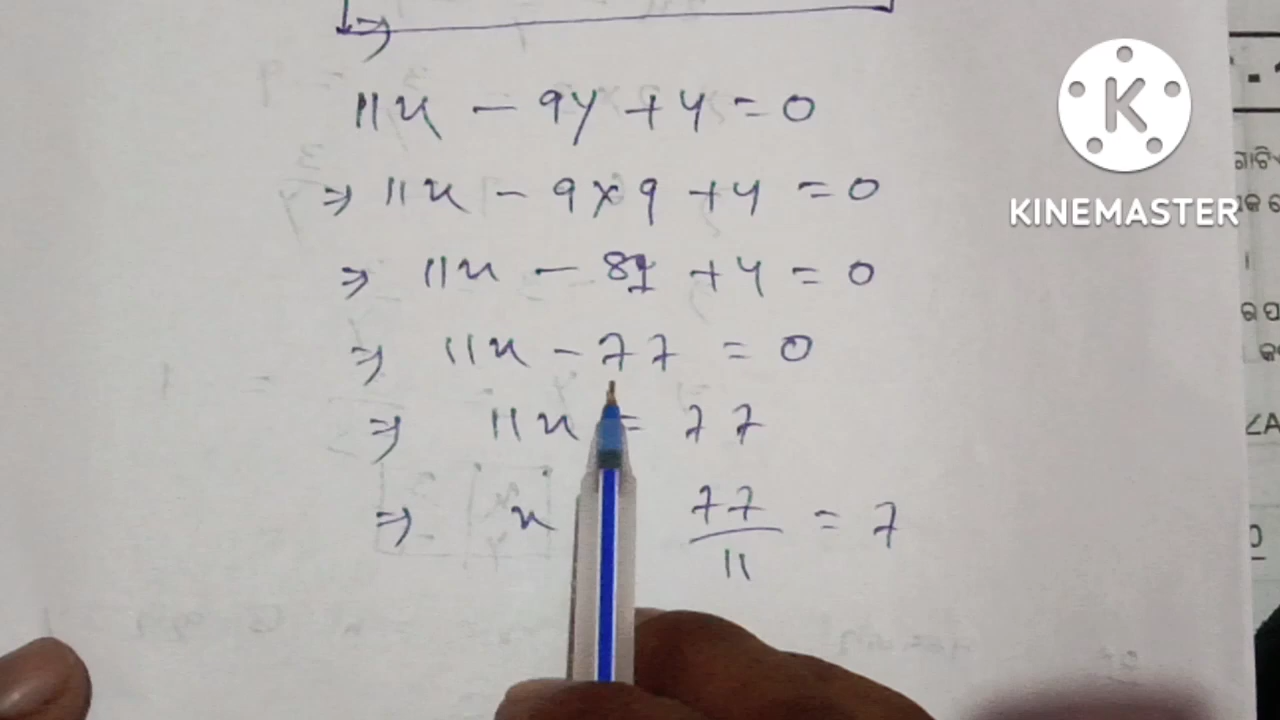 ⇒
11x - 9y + 4 = 0
⇒ 11x - 9 × 9 + 4 = 0
⇒ 11x - 81 + 4 = 0
⇒ 11x - 77 = 0
⇒ 11x = 77
⇒ x 77/11 = 7
KINEMASTER